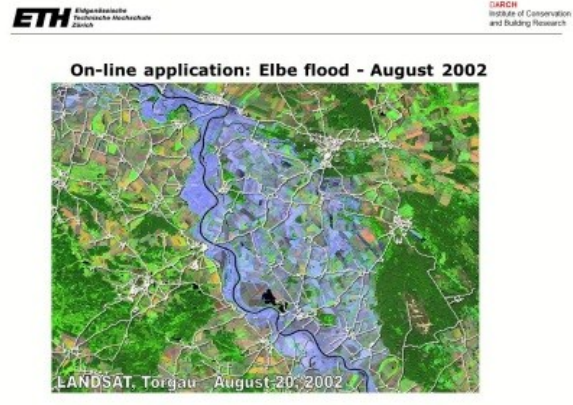 ETH Eidgenössische
Technische Hochschule
Zürich
DARCH
Institute of Conservation
and Building Research
On-line application: Elbe flood - August 2002
LANDSAT, Torgau August-20, 2002